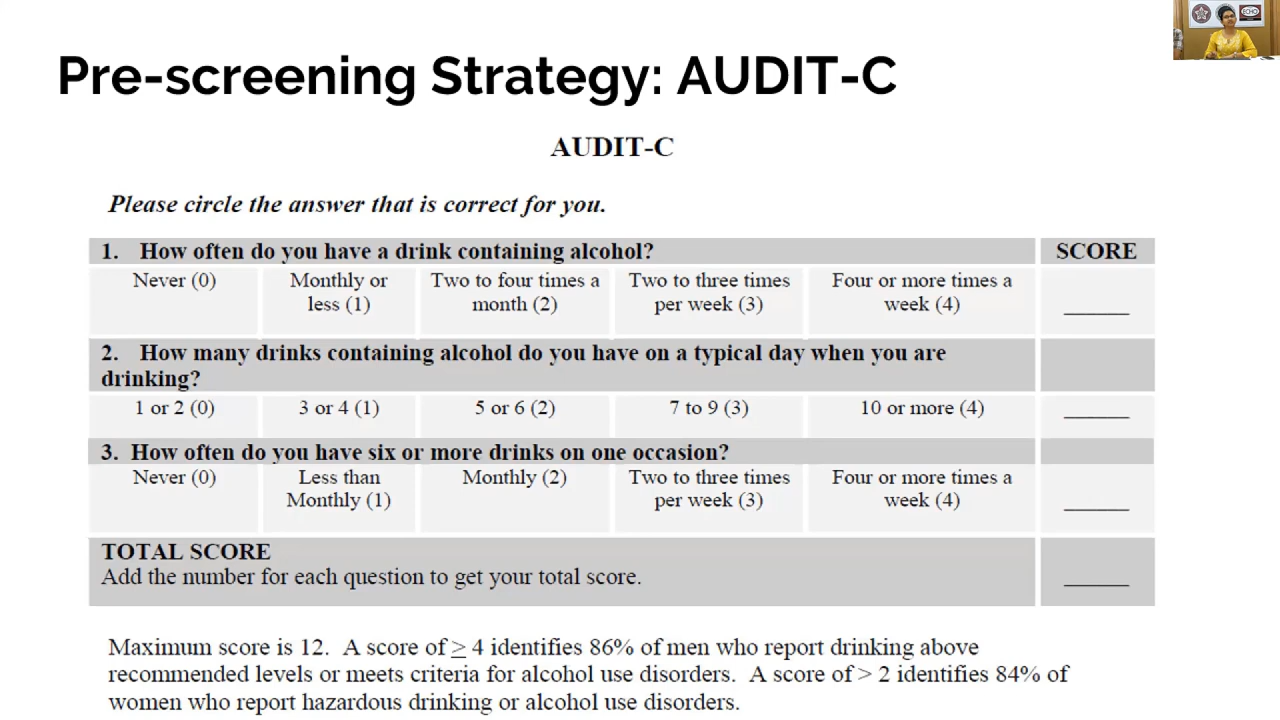 Pre-screening Strategy: AUDIT-C
AUDIT-C
Please circle the answer that is correct for you.
1. How often do you have a drink containing alcohol? SCORE
Never (0) Monthly or less (1) Two to four times a month (2) Two to three times per week (3) Four or more times a week (4) ______
2. How many drinks containing alcohol do you have on a typical day when you are
drinking?
1 or 2 (0) 3 or 4 (1) 5 or 6 (2) 7 to 9 (3) 10 or more (4) ______
3. How often do you have six or more drinks on one occasion?
Never (0) Less than Monthly (1) Monthly (2) Two to three times per week (3) Four or more times a week (4) ______
TOTAL SCORE
Add the number for each question to get your total score. ______
Maximum score is 12. A score of ≥ 4 identifies 86% of men who report drinking above
recommended levels or meets criteria for alcohol use disorders. A score of > 2 identifies 84% of
women who report hazardous drinking or alcohol use disorders.
ECHO